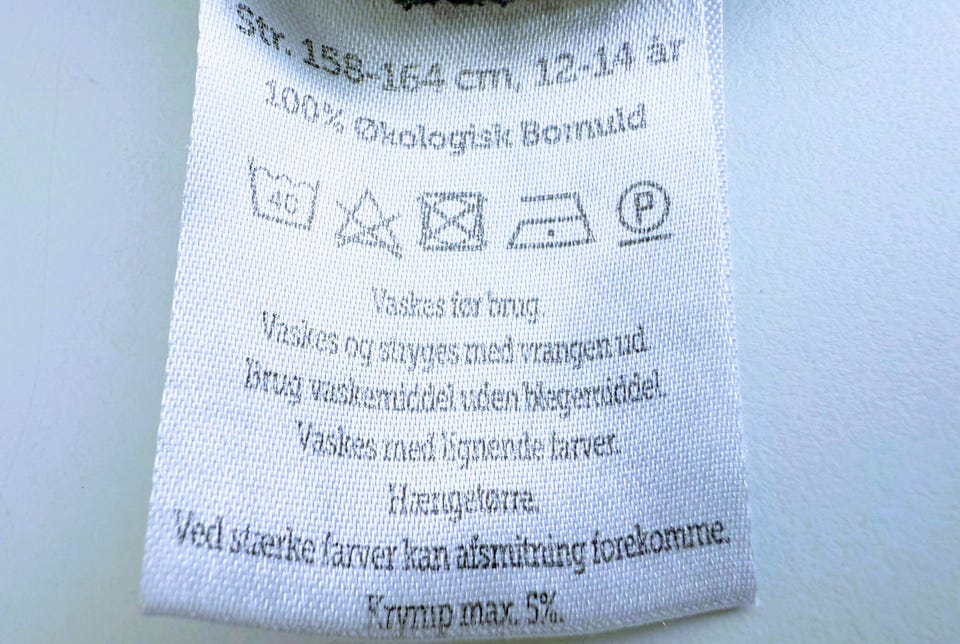 Str. 158-164 cm, 12-14 år
100% Økologisk Bomuld
40 P
Vaskes før brug
Vaskes og stryges med vrangen ud
Brug vaskemiddel uden blegemiddel.
Vaskes med lignende farver.
Hængetørre.
Ved stærke farver kan afsmitning forekomme.
Krymp max. 5%.